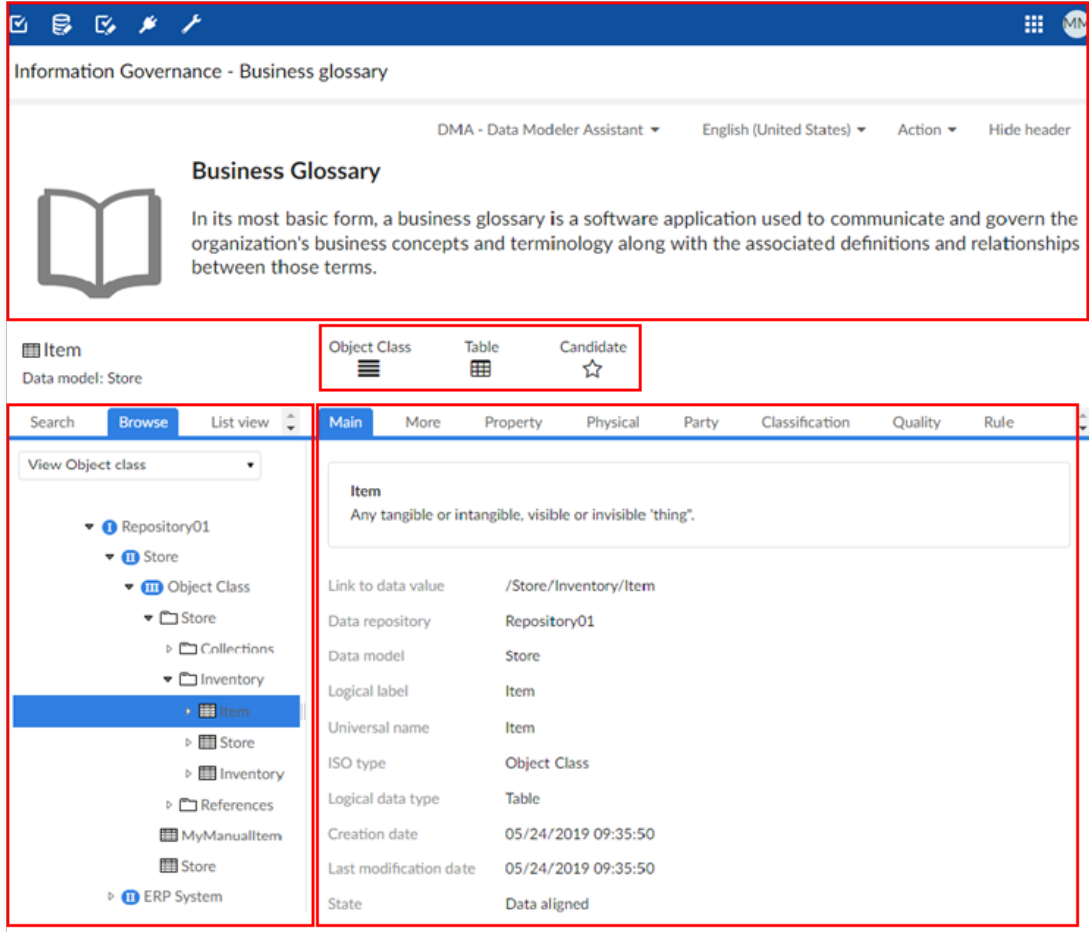 MM
Information Governance - Business glossary
DMA - Data Modeler Assistant English (United States) Action Hide header
Business Glossary
In its most basic form, a business glossary is a software application used to communicate and govern the
organization's business concepts and terminology along with the associated definitions and relationships
between those terms.
Item
Data model: Store
Object Class Table Candidate
Search Browse List view
View Object class
I Repository01
II Store
III Object Class
Store
Collections
Inventory
Item
Store
Inventory
References
MyManualItem
Store
II ERP System
Main More Property Physical Party Classification Quality Rule
Item
Any tangible or intangible, visible or invisible 'thing".
Link to data value /Store/Inventory/Item
Data repository Repository01
Data model Store
Logical label Item
Universal name Item
ISO type Object Class
Logical data type Table
Creation date 05/24/2019 09:35:50
Last modification date 05/24/2019 09:35:50
State Data aligned